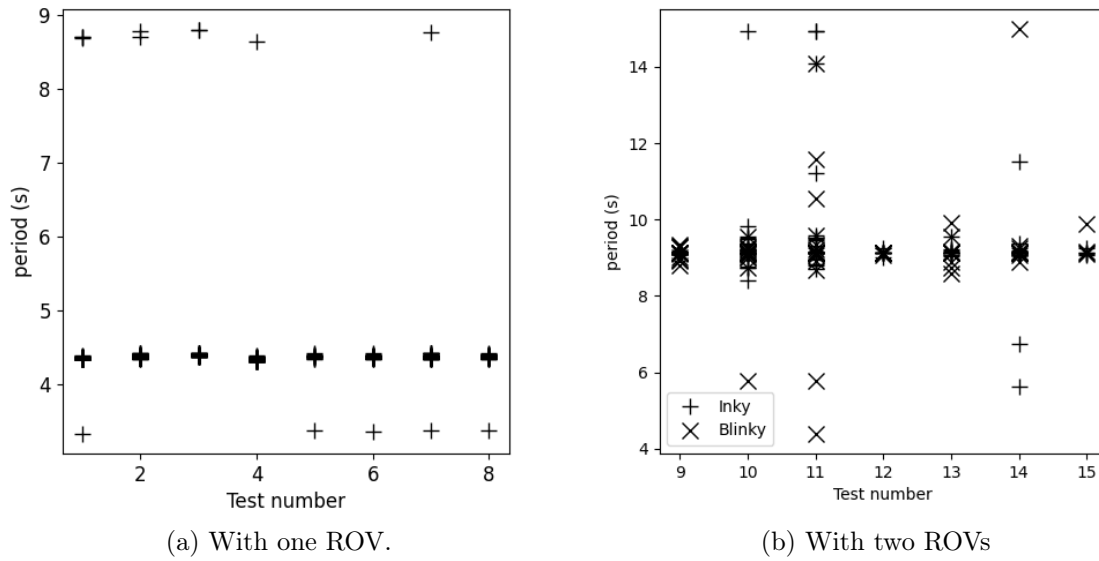 9
8
7
6
5
4
period (s)
2
4
6
8
Test number
(a) With one ROV.
14
12
10
8
6
4
period (s)
Inky
Blinky
9
10
11
12
13
14
15
Test number
(b) With two ROVs